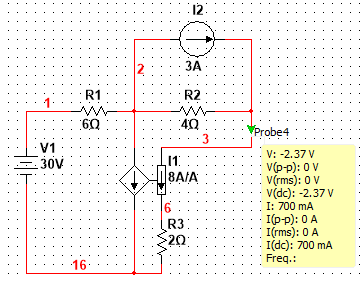 I2
3A
2
1
R1
6Ω
R2
4Ω
3
Probe4
V1
30V
I1
8A/A
6
R3
2Ω
16
V: -2.37 V
V(p-p): 0 V
V(rms): 0 V
V(dc): -2.37 V
I: 700 mA
I(p-p): 0 A
I(rms): 0 A
I(dc): 700 mA
Freq.: